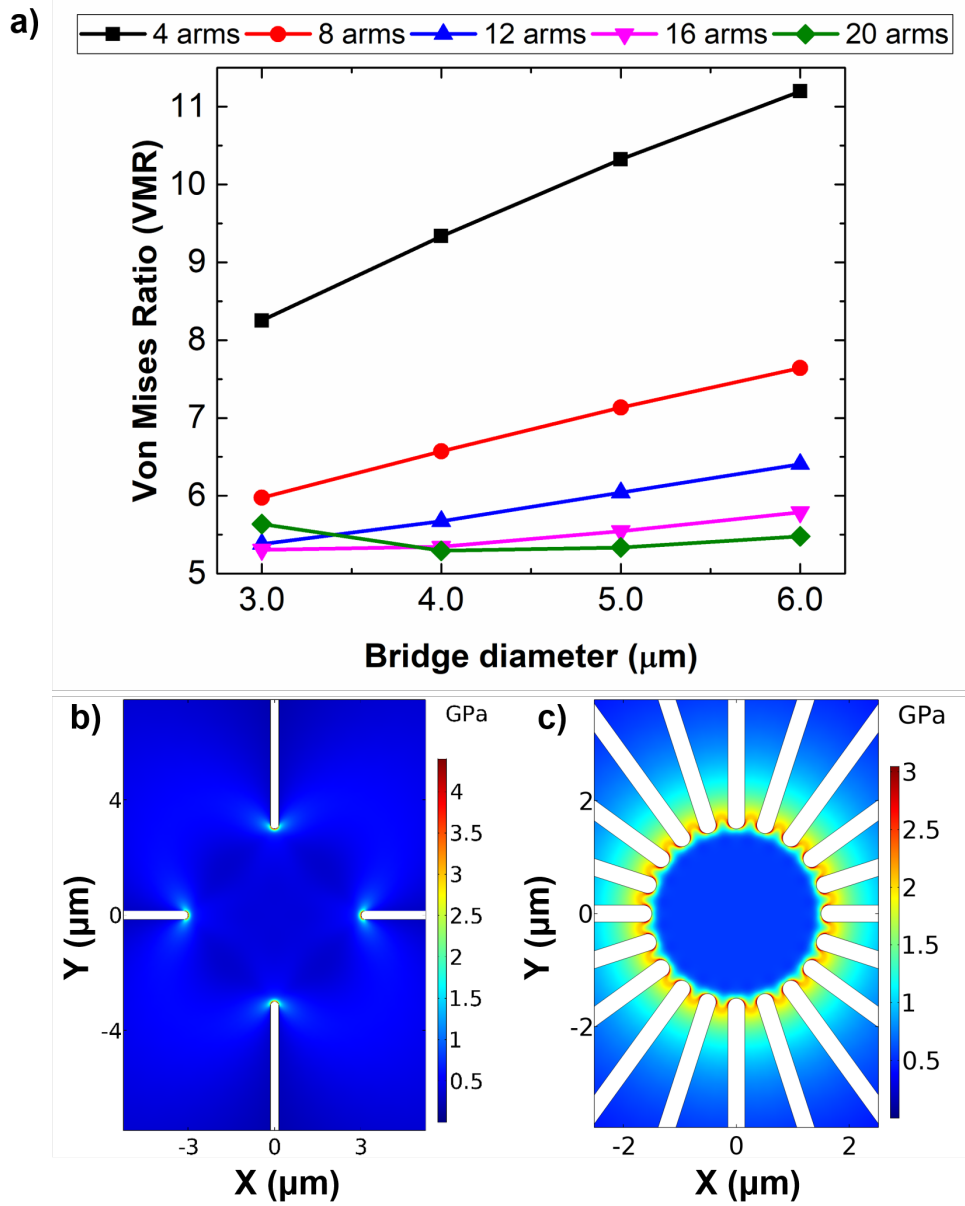 a)
4 arms 8 arms 12 arms 16 arms 20 arms
11
10
9
8
7
6
5
Von Mises Ratio (VMR)
3.0 4.0 5.0 6.0
Bridge diameter (μm)
b)
GPa
4
0
-4
Y (μm)
-3 0 3
X (μm)
4
3.5
3
2.5
2
1.5
1
0.5
c)
GPa
2
0
-2
Y (μm)
-2 0 2
X (μm)
3
2.5
2
1.5
1
0.5